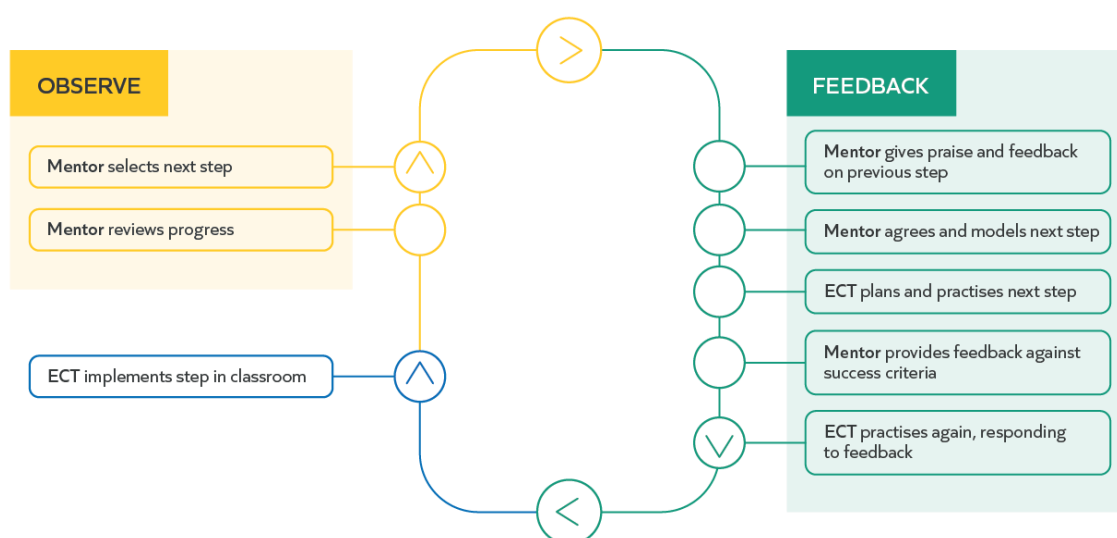 OBSERVE
Mentor selects next step
Mentor reviews progress
ECT implements step in classroom
FEEDBACK
Mentor gives praise and feedback
on previous step
Mentor agrees and models next step
ECT plans and practises next step
Mentor provides feedback against
success criteria
ECT practises again, responding
to feedback